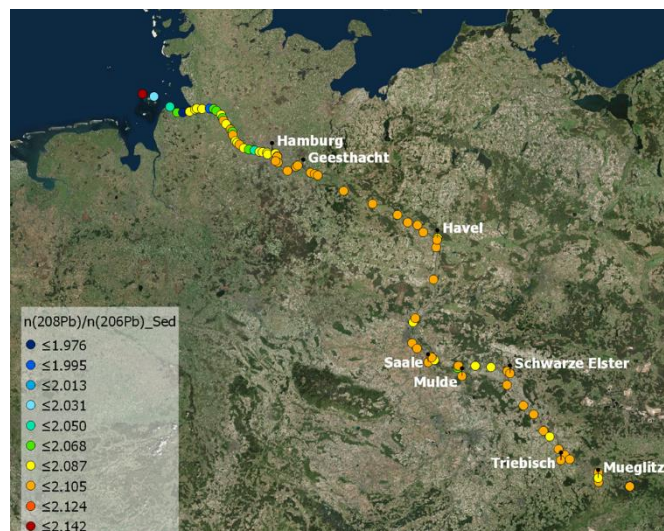 Hamburg
Geesthacht
Havel
n(208Pb)/n(206Pb)_Sed
≤1.976
≤1.995
≤2.013
≤2.031
≤2.050
≤2.068
≤2.087
≤2.105
≤2.124
≤2.142
Saale
Schwarze Elster
Mulde
Triebisch
Mueglitz